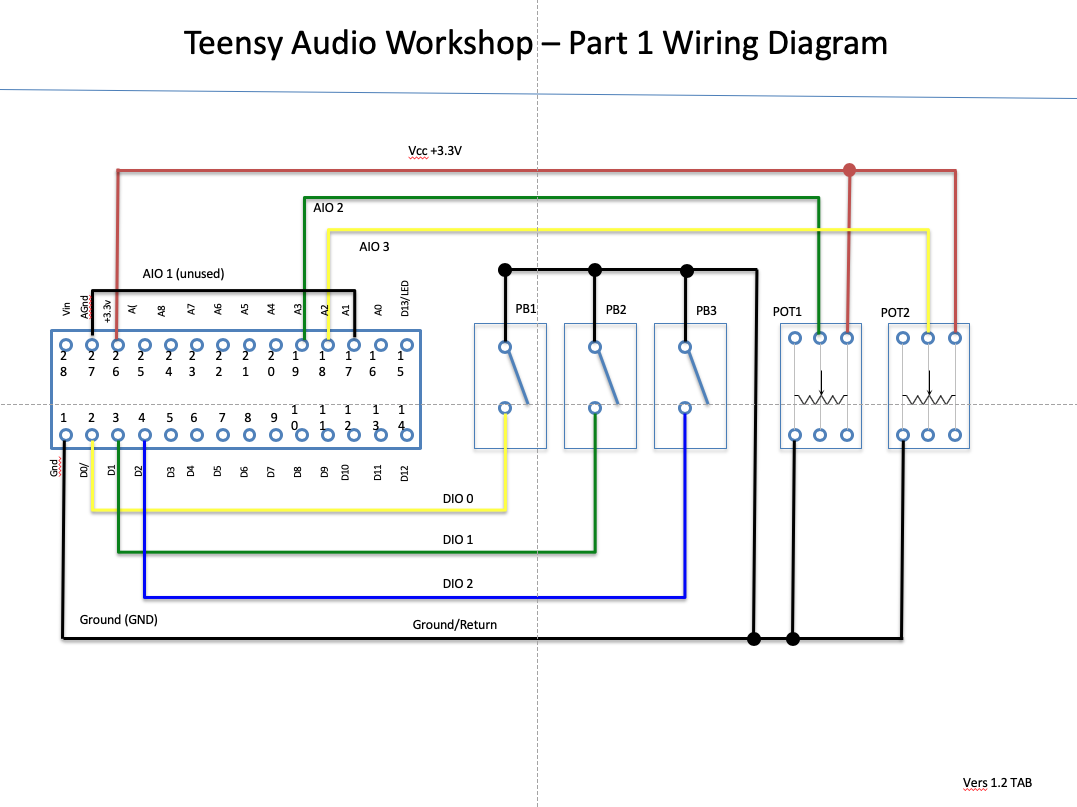 Teensy Audio Workshop – Part 1 Wiring Diagram
Vcc +3.3V
AIO 2
AIO 3
AIO 1 (unused)
Vin
AGnd
+3.3v
A(
A8
A7
A6
A5
A4
A3
A2
A1
A0
D13/LED
PB1
PB2
PB3
POT1
POT2
28
27
26
25
24
23
22
21
20
19
18
17
16
15
1
2
3
4
5
6
7
8
9
10
11
12
13
14
Gnd
D0/
D1
D2
D3
D4
D5
D6
D7
D8
D9
D10
D11
D12
DIO 0
DIO 1
DIO 2
Ground (GND)
Ground/Return
Vers 1.2 TAB